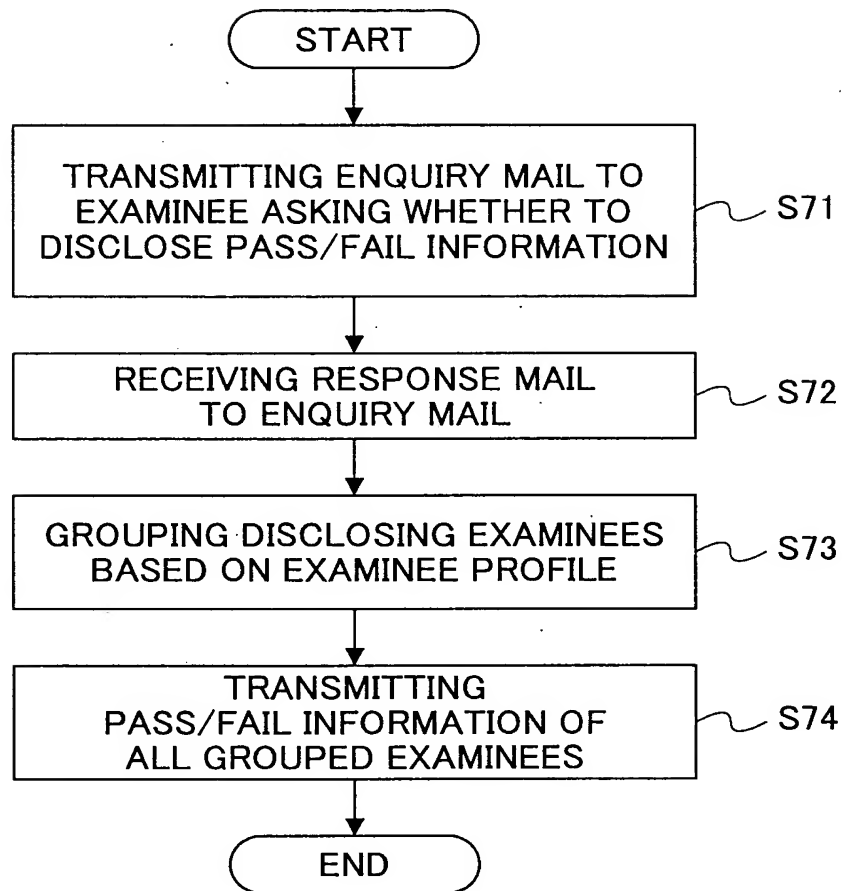 START
TRANSMITTING ENQUIRY MAIL TO
EXAMINEE ASKING WHETHER TO
DISCLOSE PASS/FAIL INFORMATION
S71
RECEIVING RESPONSE MAIL
TO ENQUIRY MAIL
S72
GROUPING DISCLOSING EXAMINEES
BASED ON EXAMINEE PROFILE
S73
TRANSMITTING
PASS/FAIL INFORMATION OF
ALL GROUPED EXAMINEES
S74
END